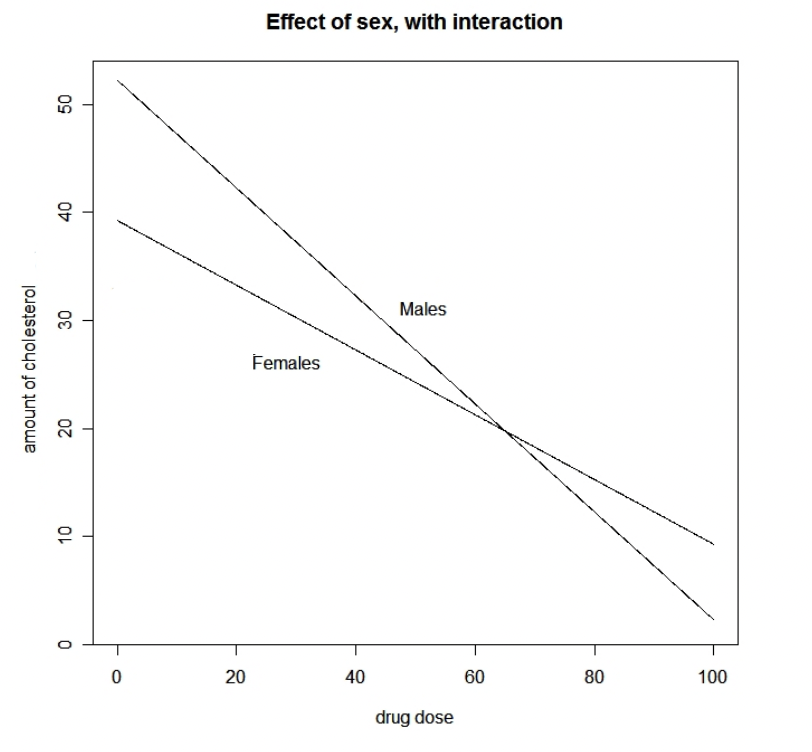 Effect of sex, with interaction
amount of cholesterol
50
40
30
20
10
0
Males
Females
0 20 40 60 80 100
drug dose